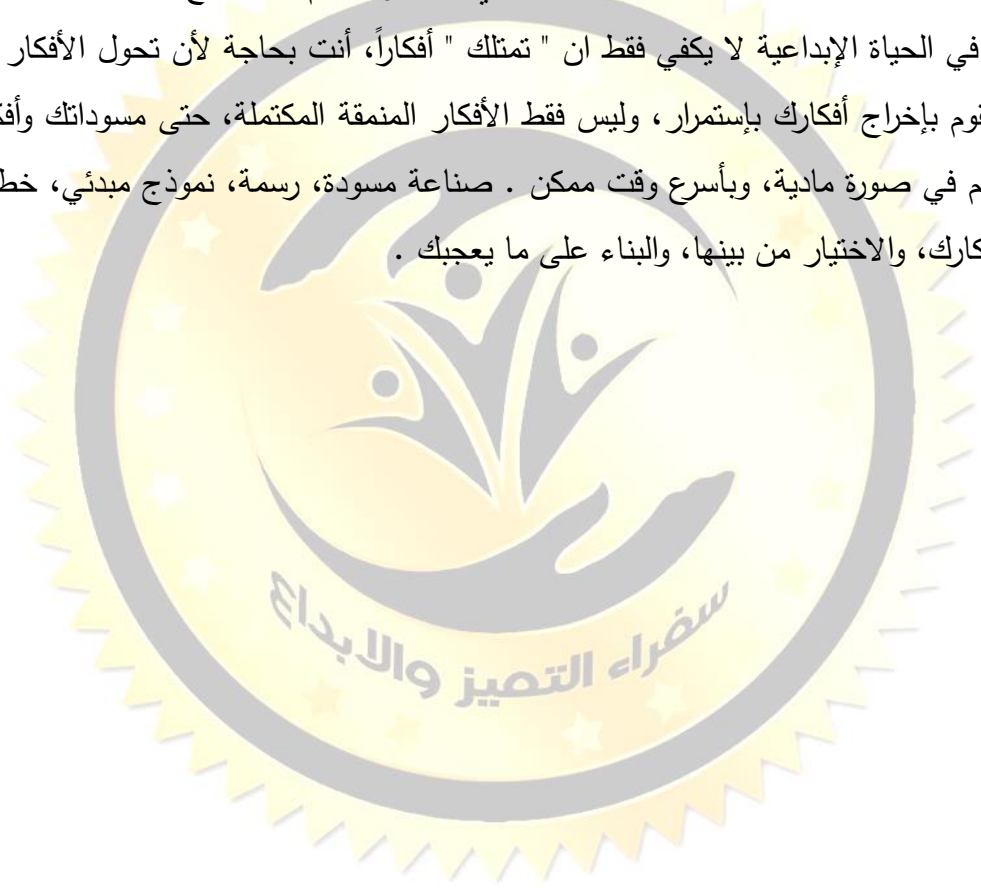 في الحياة الإبداعية لا يكفي فقط ان " تمتلك " أفكاراً، أنت بحاجة لأن تحول الأفكار
بإخراج أفكارك بإستمرار، وليس فقط الأفكار المنمقة المكتملة، حتى مسوداتك
في صورة مادية، وبأسرع وقت ممكن . صناعة مسودة، رسمة، نموذج مبدئي،
والاختيار من بينها، والبناء على ما يعجبك .
سفراء التميز والابداع